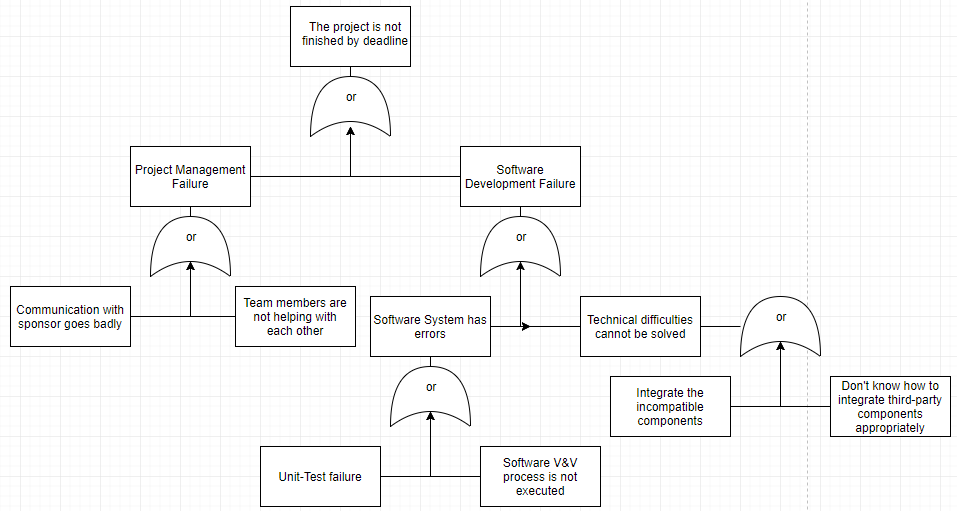 The project is not
finished by deadline
or
Project Management
Failure
Software
Development Failure
or
or
Communication with
sponsor goes badly
Team members are
not helping with
each other
Software System has
errors
Technical difficulties
cannot be solved
or
or
Integrate the
incompatible
components
Don't know how to
integrate third-party
components
appropriately
Unit-Test failure
Software V&V
process is not
executed